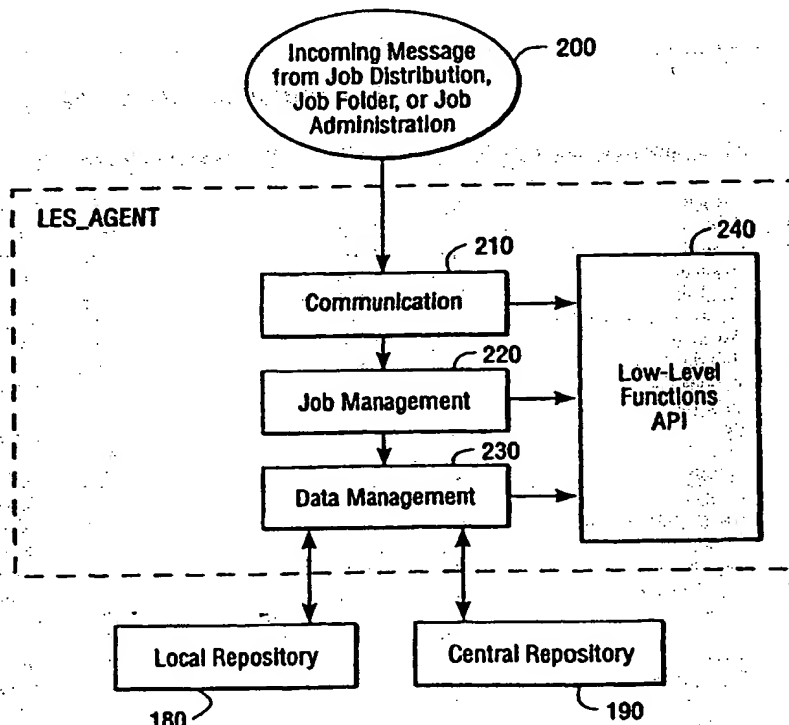 Incoming Message
from Job Distribution,
Job Folder, or Job
Administration
200
LES_AGENT
210
240
Communication
220
Low-Level
Functions
API
Job Management
230
Data Management
Local Repository
Central Repository
180
190